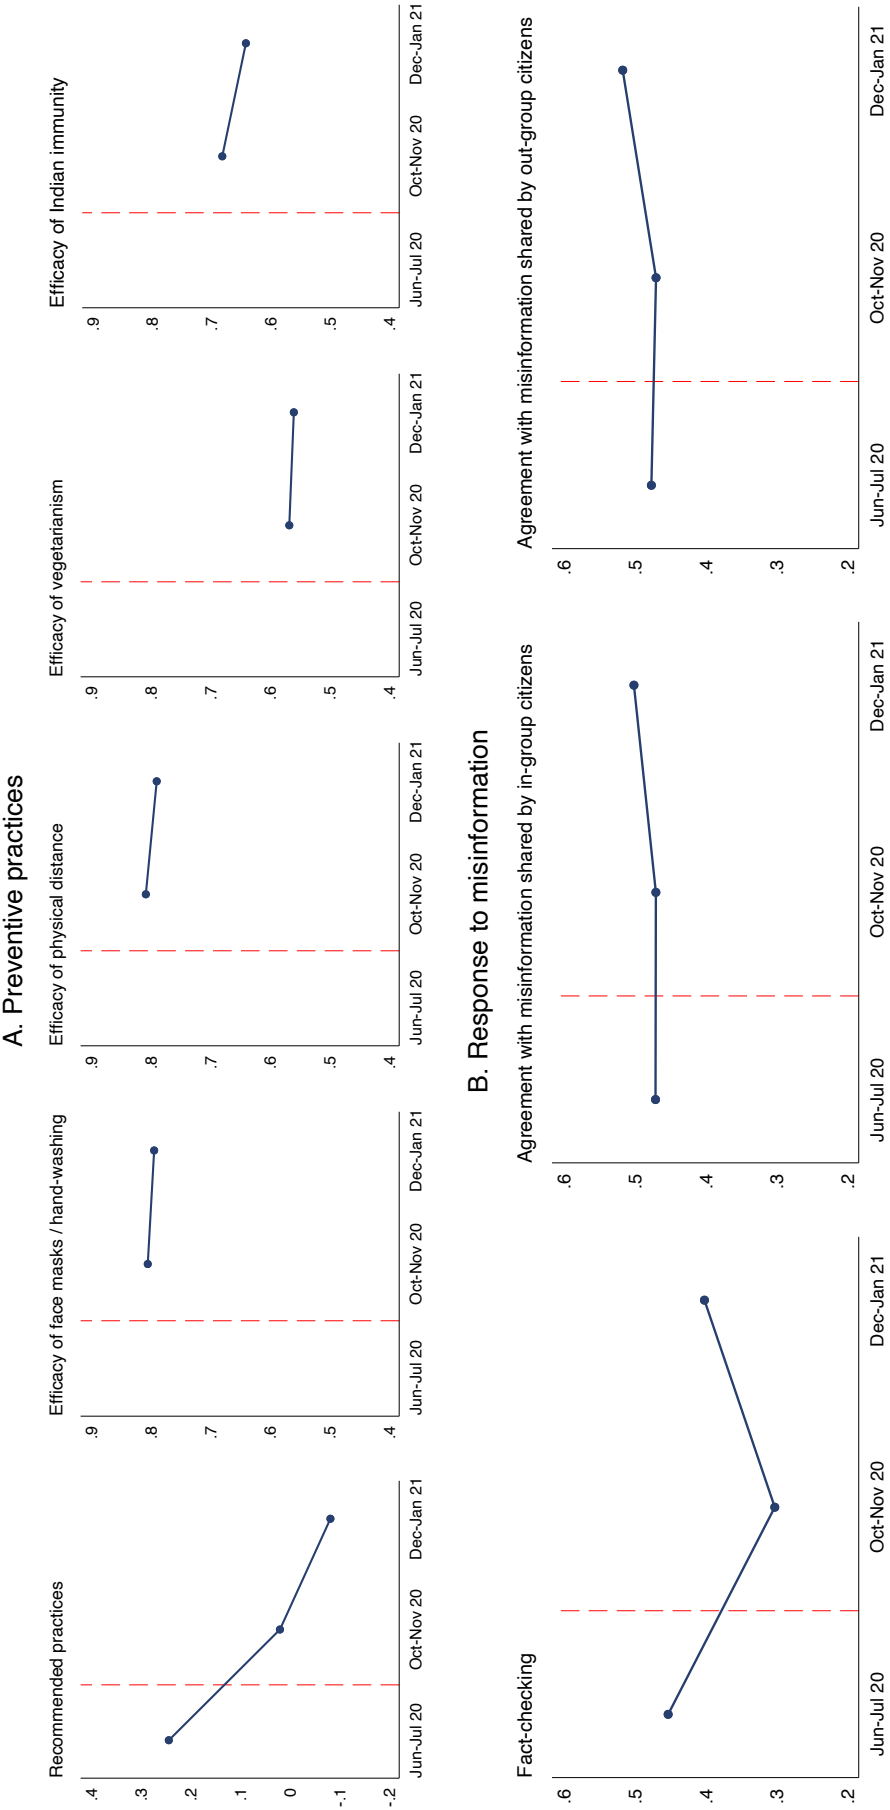 A. Preventive practices
Recommended practices
.4
.3
.2
.1
0
-.1
-.2
Jun-Jul 20 Oct-Nov 20 Dec-Jan 21
Efficacy of face masks / hand-washing
.9
.8
.7
.6
.5
.4
Jun-Jul 20 Oct-Nov 20 Dec-Jan 21
Efficacy of physical distance
.9
.8
.7
.6
.5
.4
Jun-Jul 20 Oct-Nov 20 Dec-Jan 21
Efficacy of vegetarianism
.9
.8
.7
.6
.5
.4
Jun-Jul 20 Oct-Nov 20 Dec-Jan 21
Efficacy of Indian immunity
.9
.8
.7
.6
.5
.4
Jun-Jul 20 Oct-Nov 20 Dec-Jan 21
B. Response to misinformation
Fact-checking
.6
.5
.4
.3
.2
Jun-Jul 20 Oct-Nov 20 Dec-Jan 21
Agreement with misinformation shared by in-group citizens
.6
.5
.4
.3
.2
Jun-Jul 20 Oct-Nov 20 Dec-Jan 21
Agreement with misinformation shared by out-group citizens
.6
.5
.4
.3
.2
Jun-Jul 20 Oct-Nov 20 Dec-Jan 21